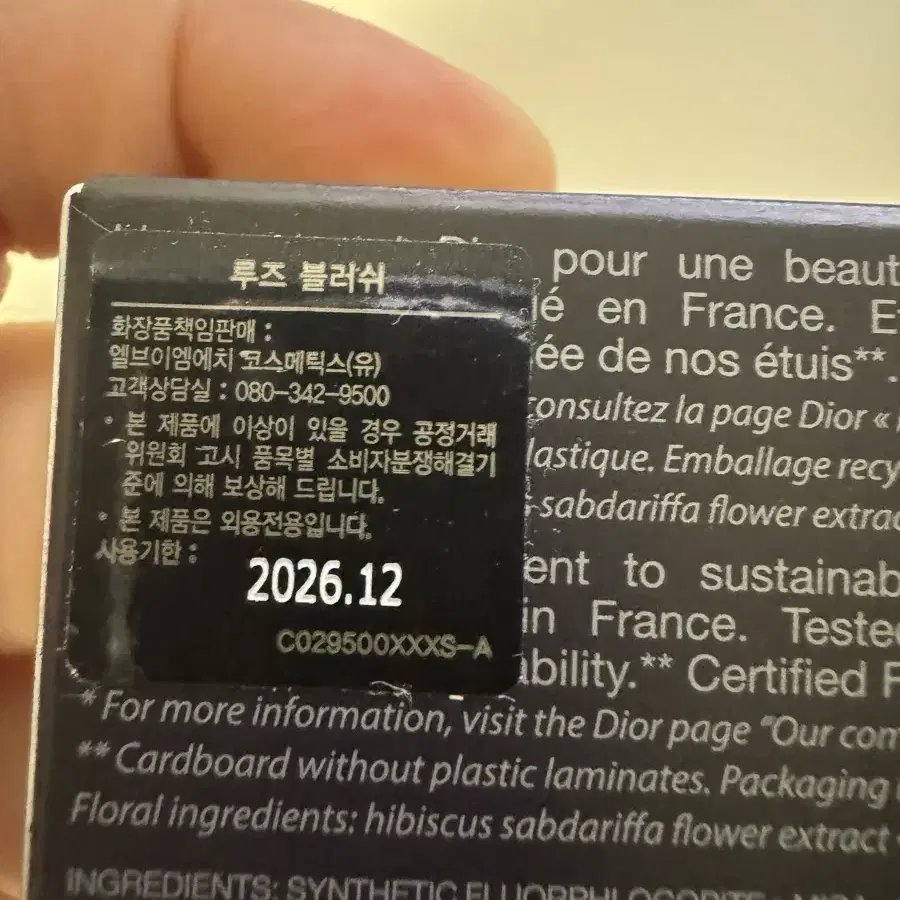 루즈 블러쉬
화장품책임판매 :
엘브이엠에치 코스메틱스(유)
고객상담실 : 080-342-9500
• 본 제품에 이상이 있을 경우 공정거래
위원회 고시 품목별 소비자분쟁해결기
준에 의해 보상해 드립니다.
• 본 제품은 외용전용입니다.
사용기한 :
2026.12
C029500XXXS-A
pour une beaut
en France.
ée de nos étuis**.
consultez la page Dior «
lastique. Emballage recy
sabdariffa flower extrac
ent to sustainab
in France. Teste
ability.** Certified F
* For more information, visit the Dior page "Our com
** Cardboard without plastic laminates. Packaging
Floral ingredients: hibiscus sabdariffa flower extract
INGREDIENTS: SYNTHETIC FLUORPHLOGOPITE